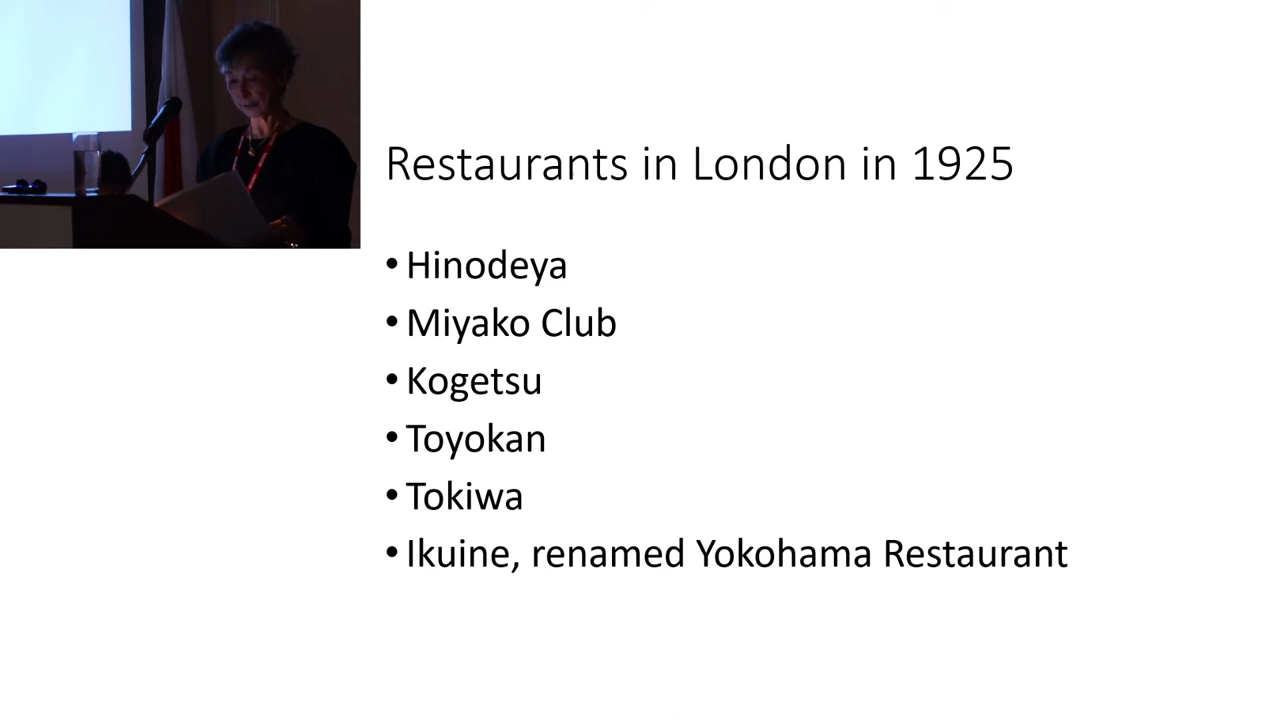 Restaurants in London in 1925
• Hinodeya
• Miyako Club
• Kogetsu
• Toyokan
• Tokiwa
• Ikuine, renamed Yokohama Restaurant